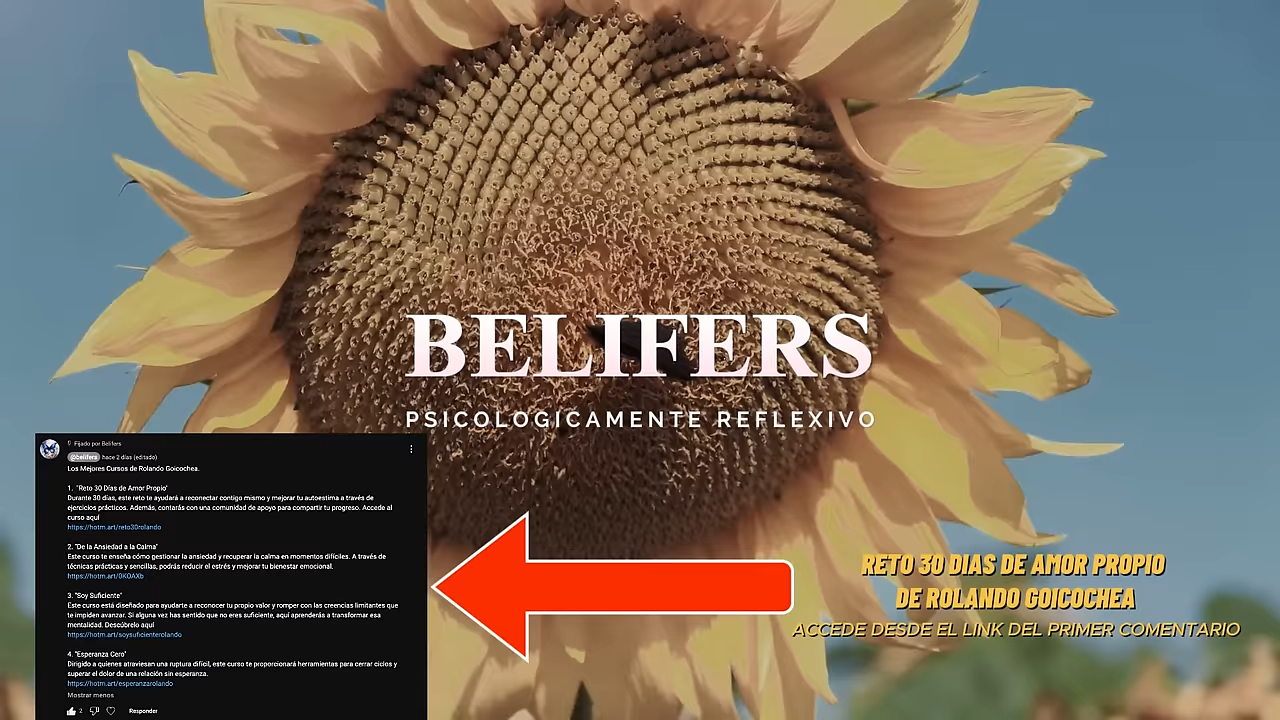 BELIFERS
PSICOLOGICAMENTE REFLEXIVO
Fijado por Belifers
@belifers hace 2 días (editado)
Los Mejores Cursos de Rolando Goicochea.
1. "Reto 30 Días de Amor Propio"
Durante 30 días, este reto te ayudará a reconectar contigo mismo y mejorar tu autoestima a través de
ejercicios prácticos. Además, contarás con una comunidad de apoyo para compartir tu progreso. Accede al
curso aquí
https://hotm.art/reto30rolando
2. "De la Ansiedad a la Calma"
Este curso te enseña cómo gestionar la ansiedad y recuperar la calma en momentos difíciles. A través de
técnicas prácticas y sencillas, podrás reducir el estrés y mejorar tu bienestar emocional.
https://hotm.art/0K0AXb
3. "Soy Suficiente"
Este curso está diseñado para ayudarte a reconocer tu propio valor y romper con las creencias limitantes que
te impiden avanzar. Si alguna vez has sentido que no eres suficiente, aquí aprenderás a transformar esa
mentalidad. Descúbrelo aquí
https://hotm.art/soysuficienterolando
4. "Esperanza Cero"
Dirigido a quienes atraviesan una ruptura difícil, este curso te proporcionará herramientas para cerrar ciclos y
superar el dolor de una relación sin esperanza.
https://hotm.art/esperanzarolando
Mostrar menos
2
Responder
RETO 30 DIAS DE AMOR PROPIO
DE ROLANDO GOICOCHEA
ACCEDE DESDE EL LINK DEL PRIMER COMENTARIO